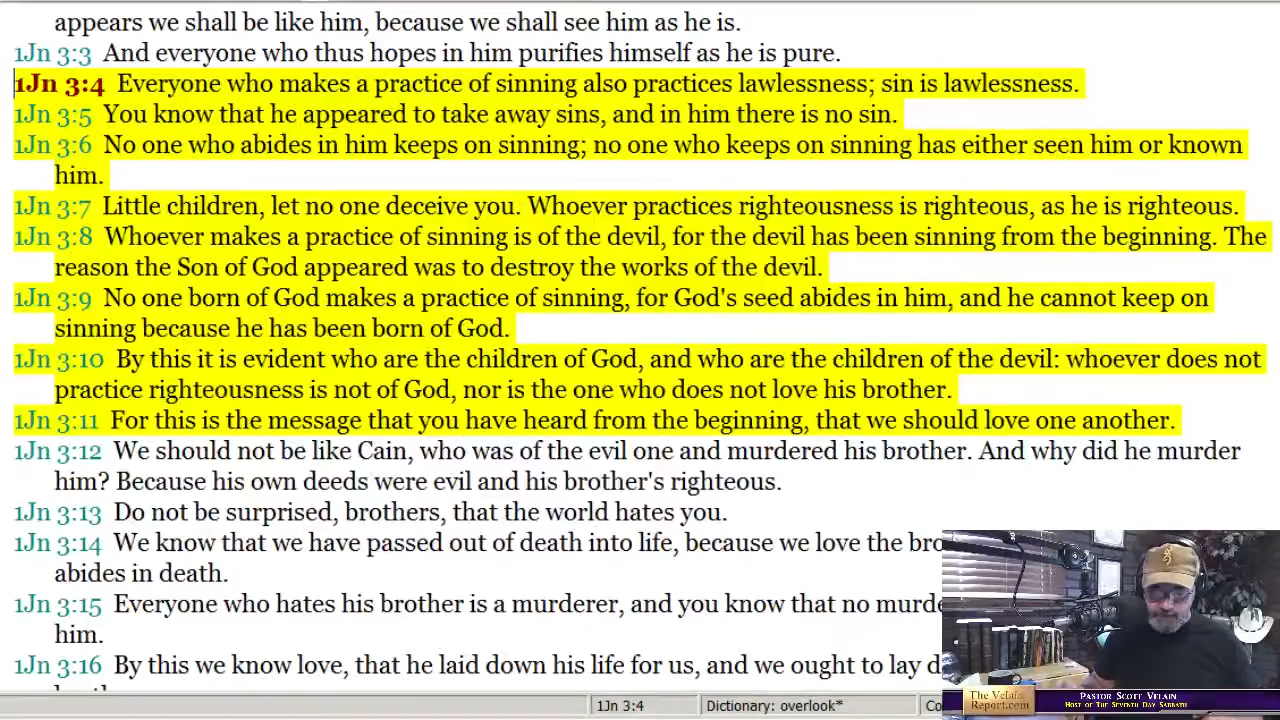 appears we shall be like him, because we shall see him as he is.
1Jn 3:3 And everyone who thus hopes in him purifies himself as he is pure.
1Jn 3:4 Everyone who makes a practice of sinning also practices lawlessness; sin is lawlessness.
1Jn 3:5 You know that he appeared to take away sins, and in him there is no sin.
1Jn 3:6 No one who abides in him keeps on sinning; no one who keeps on sinning has either seen him or known
him.
1Jn 3:7 Little children, let no one deceive you. Whoever practices righteousness is righteous, as he is righteous.
1Jn 3:8 Whoever makes a practice of sinning is of the devil, for the devil has been sinning from the beginning. The
reason the Son of God appeared was to destroy the works of the devil.
1Jn 3:9 No one born of God makes a practice of sinning, for God's seed abides in him, and he cannot keep on
sinning because he has been born of God.
1Jn 3:10 By this it is evident who are the children of God, and who are the children of the devil: whoever does not
practice righteousness is not of God, nor is the one who does not love his brother.
1Jn 3:11 For this is the message that you have heard from the beginning, that we should love one another.
1Jn 3:12 We should not be like Cain, who was of the evil one and murdered his brother. And why did he murder
him? Because his own deeds were evil and his brother's righteous.
1Jn 3:13 Do not be surprised, brothers, that the world hates you.
1Jn 3:14 We know that we have passed out of death into life, because we love the bro
abides in death.
1Jn 3:15 Everyone who hates his brother is a murderer, and you know that no murde
him.
1Jn 3:16 By this we know love, that he laid down his life for us, and we ought to lay d
1Jn 3:4
Dictionary: overlook*
Co
The Velain
Report.com
Pastor Scott Velain
Host of The Seventh Day Sabbath